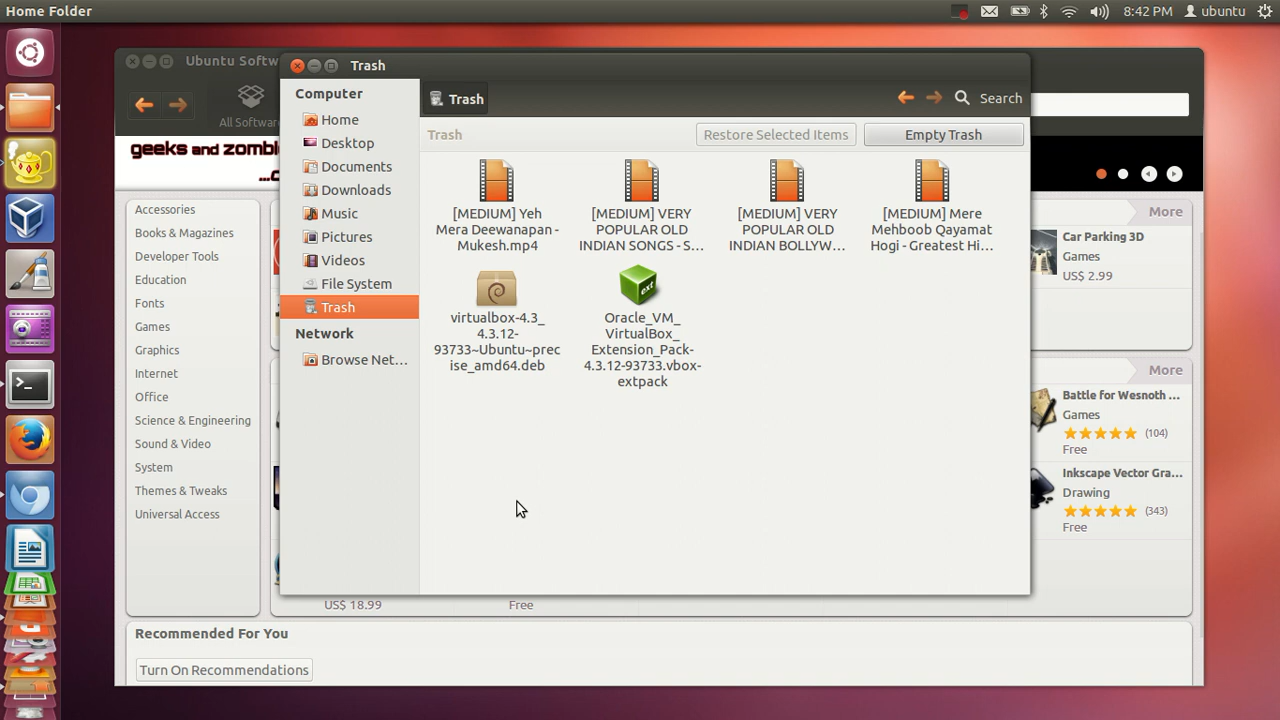 Home Folder
8:42 PM
ubuntu
Ubuntu Softw
Trash
Computer
Home
Desktop
Documents
Downloads
Music
Pictures
Videos
File System
Trash
Network
Browse Net...
Trash
Search
Trash
Restore Selected Items
Empty Trash
[MEDIUM] Yeh
Mera Deewanapan -
Mukesh.mp4
[MEDIUM] VERY
POPULAR OLD
INDIAN SONGS - S...
[MEDIUM] VERY
POPULAR OLD
INDIAN BOLLYW...
[MEDIUM] Mere
Mehboob Qayamat
Hogi - Greatest Hi...
virtualbox-4.3_
4.3.12-
93733~Ubuntu~prec
ise_amd64.deb
ext
Oracle_VM_
VirtualBox_
Extension_Pack-
4.3.12-93733.vbox-
extpack
All Softwar
geeks and zombi
...c
Accessories
Books & Magazines
Developer Tools
Education
Fonts
Games
Graphics
Internet
Office
Science & Engineering
Sound & Video
System
Themes & Tweaks
Universal Access
More
Car Parking 3D
Games
US$ 2.99
More
Battle for Wesnoth ...
Games
(104)
Free
Inkscape Vector Gra...
Drawing
(343)
Free
US$ 18.99
Free
Recommended For You
Turn On Recommendations